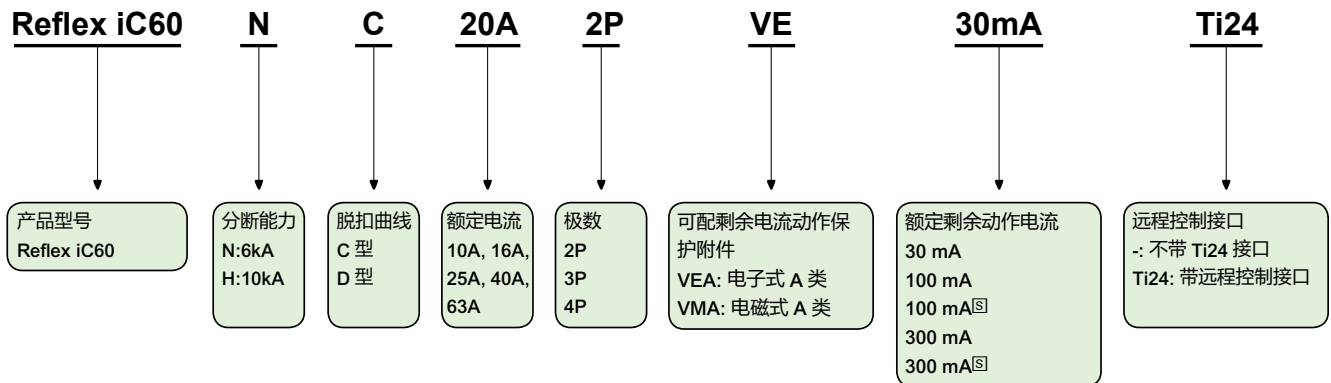 Reflex iC60 N C 20A 2P VE 30mA Ti24
产品型号
Reflex iC60
分断能力
N:6kA
H:10kA
脱扣曲线
C 型
D 型
额定电流
10A, 16A,
25A, 40A,
63A
极数
2P
3P
4P
可配剩余电流动作保
护附件
VEA: 电子式 A 类
VMA: 电磁式 A 类
额定剩余动作电流
30 mA
100 mA
100 mA🅂
300 mA
300 mA🅂
远程控制接口
-: 不带 Ti24 接口
Ti24: 带远程控制接口